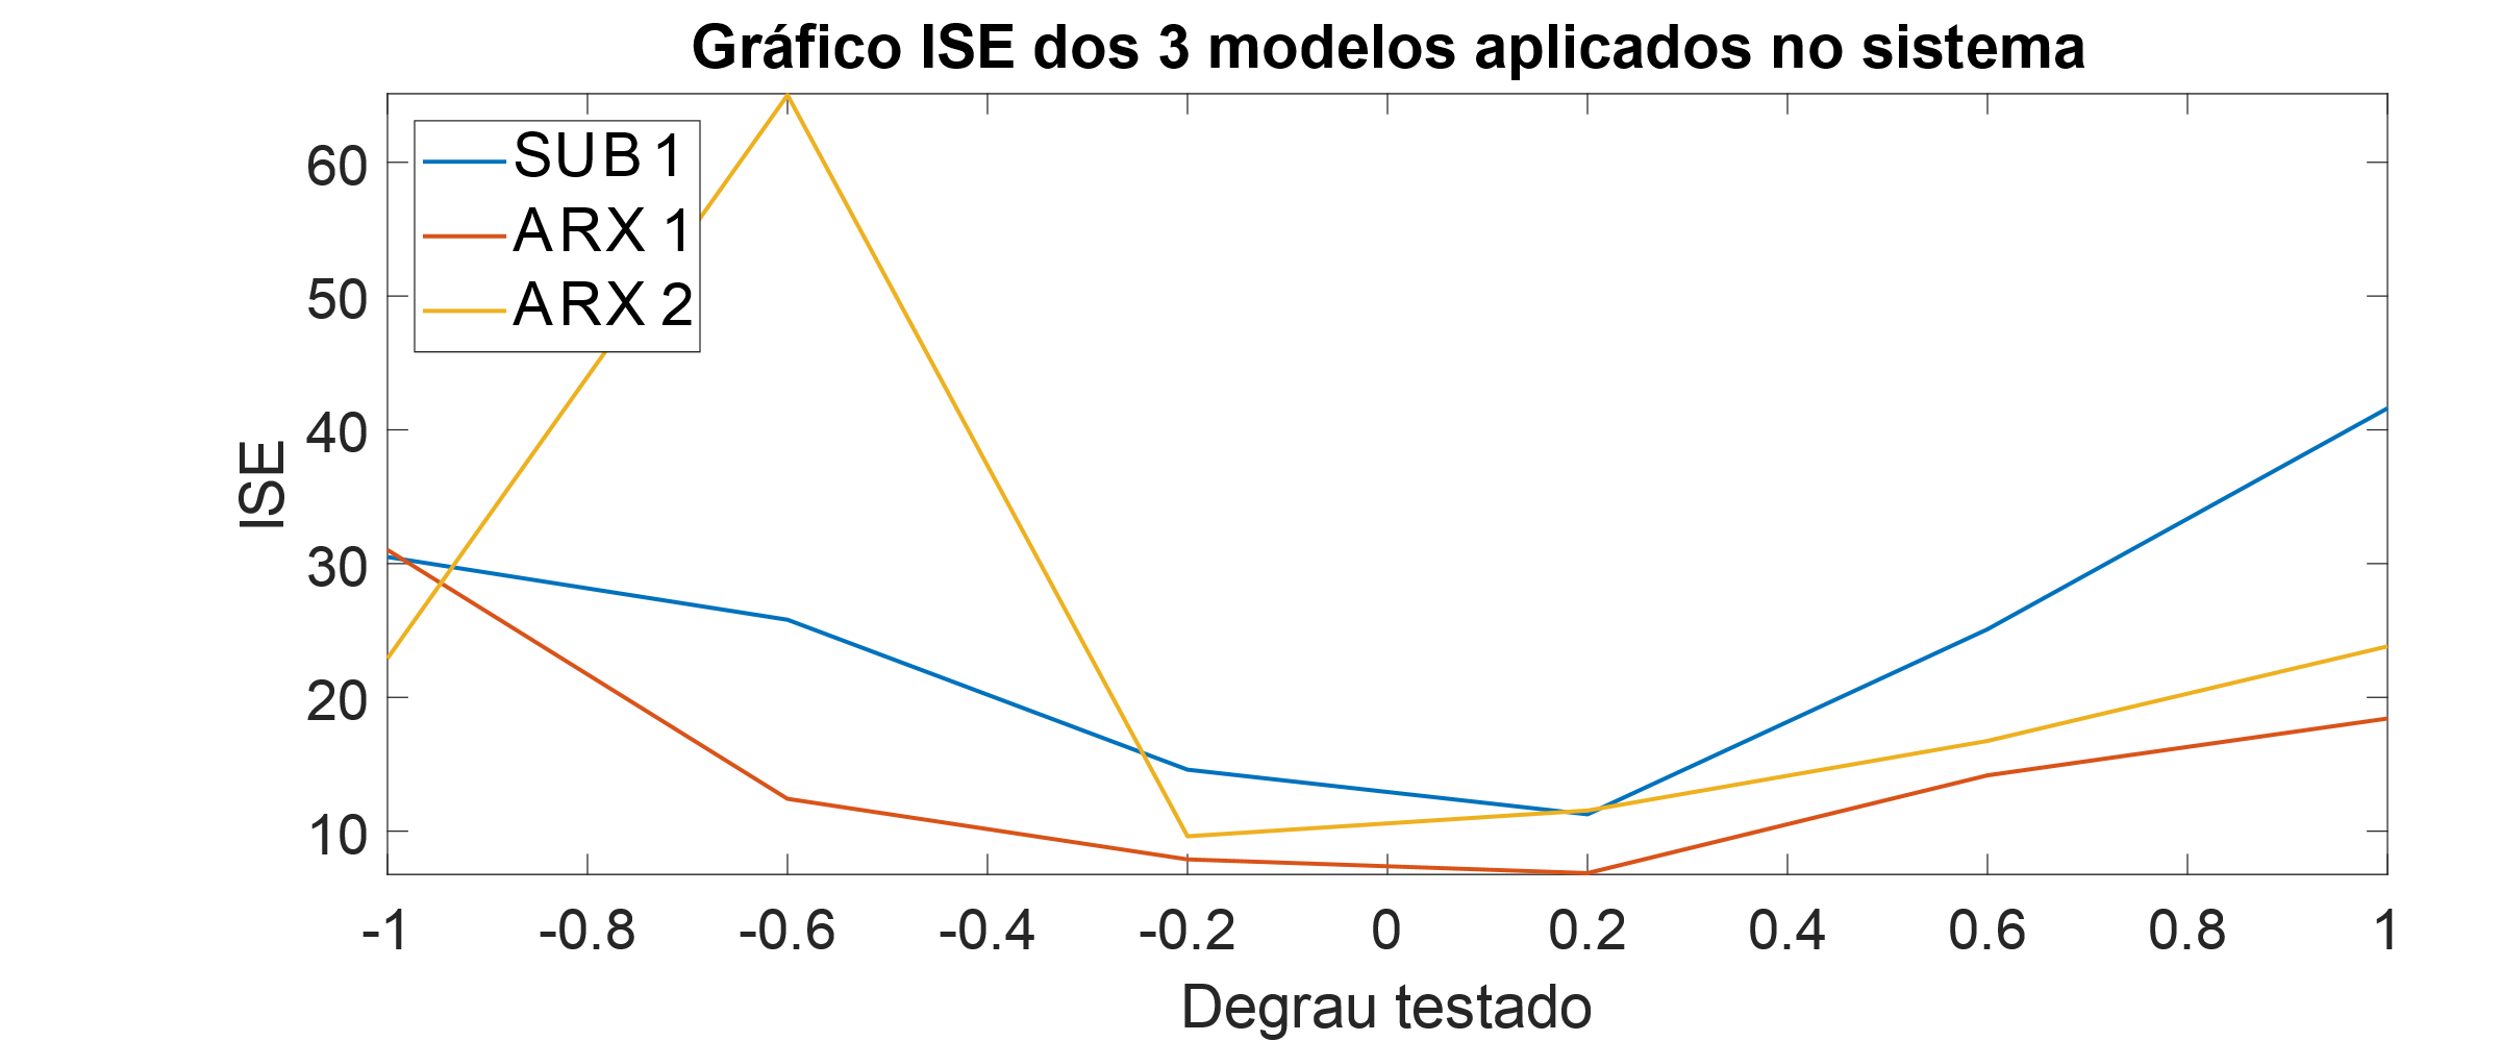 Gráfico ISE dos 3 modelos aplicados no sistema
SUB 1
ARX 1
ARX 2
60
50
40
30
20
10
ISE
-1 -0.8 -0.6 -0.4 -0.2 0 0.2 0.4 0.6 0.8 1
Degrau testado